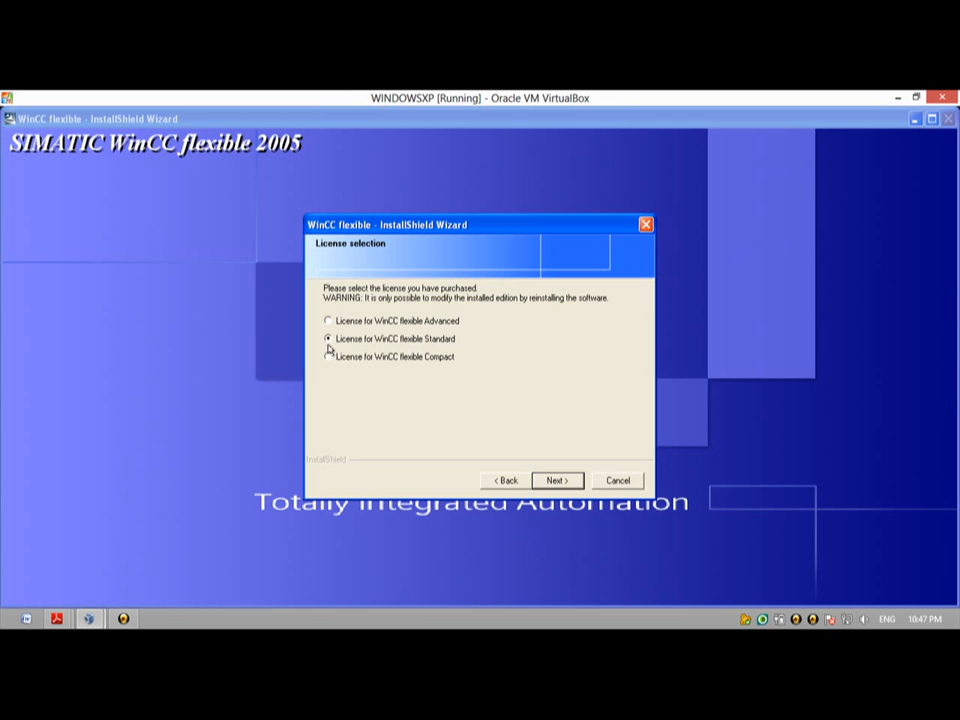 WINDOWSXP [Running] - Oracle VM VirtualBox
WinCC flexible - InstallShield Wizard
SIMATIC WinCC flexible 2005
WinCC flexible - InstallShield Wizard
License selection
Please select the license you have purchased.
WARNING: It is only possible to modify the installed edition by reinstalling the software.
License for WinCC flexible Advanced
License for WinCC flexible Standard
License for WinCC flexible Compact
InstallShield
< Back
Next >
Cancel
Totally Integrated Automation
ENG
10:47 PM